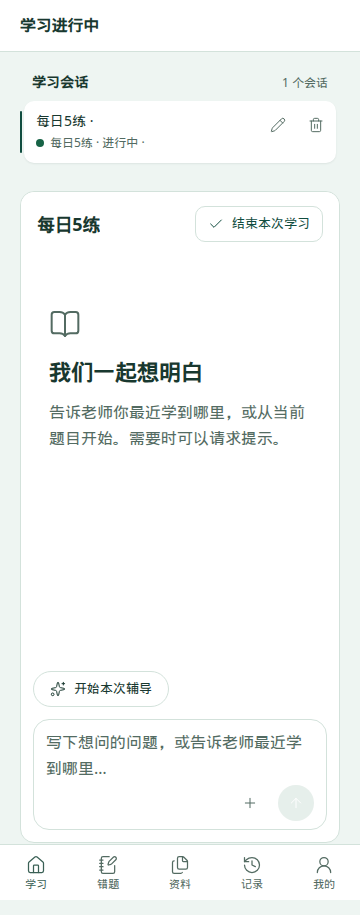 学习进行中
学习会话
1 个会话
每日5练 ·
每日5练 · 进行中 ·
每日5练
结束本次学习
我们一起想明白
告诉老师你最近学到哪里，或从当前
题目开始。需要时可以请求提示。
开始本次辅导
写下想问的问题，或告诉老师最近学
到哪里...
学习
错题
资料
记录
我的